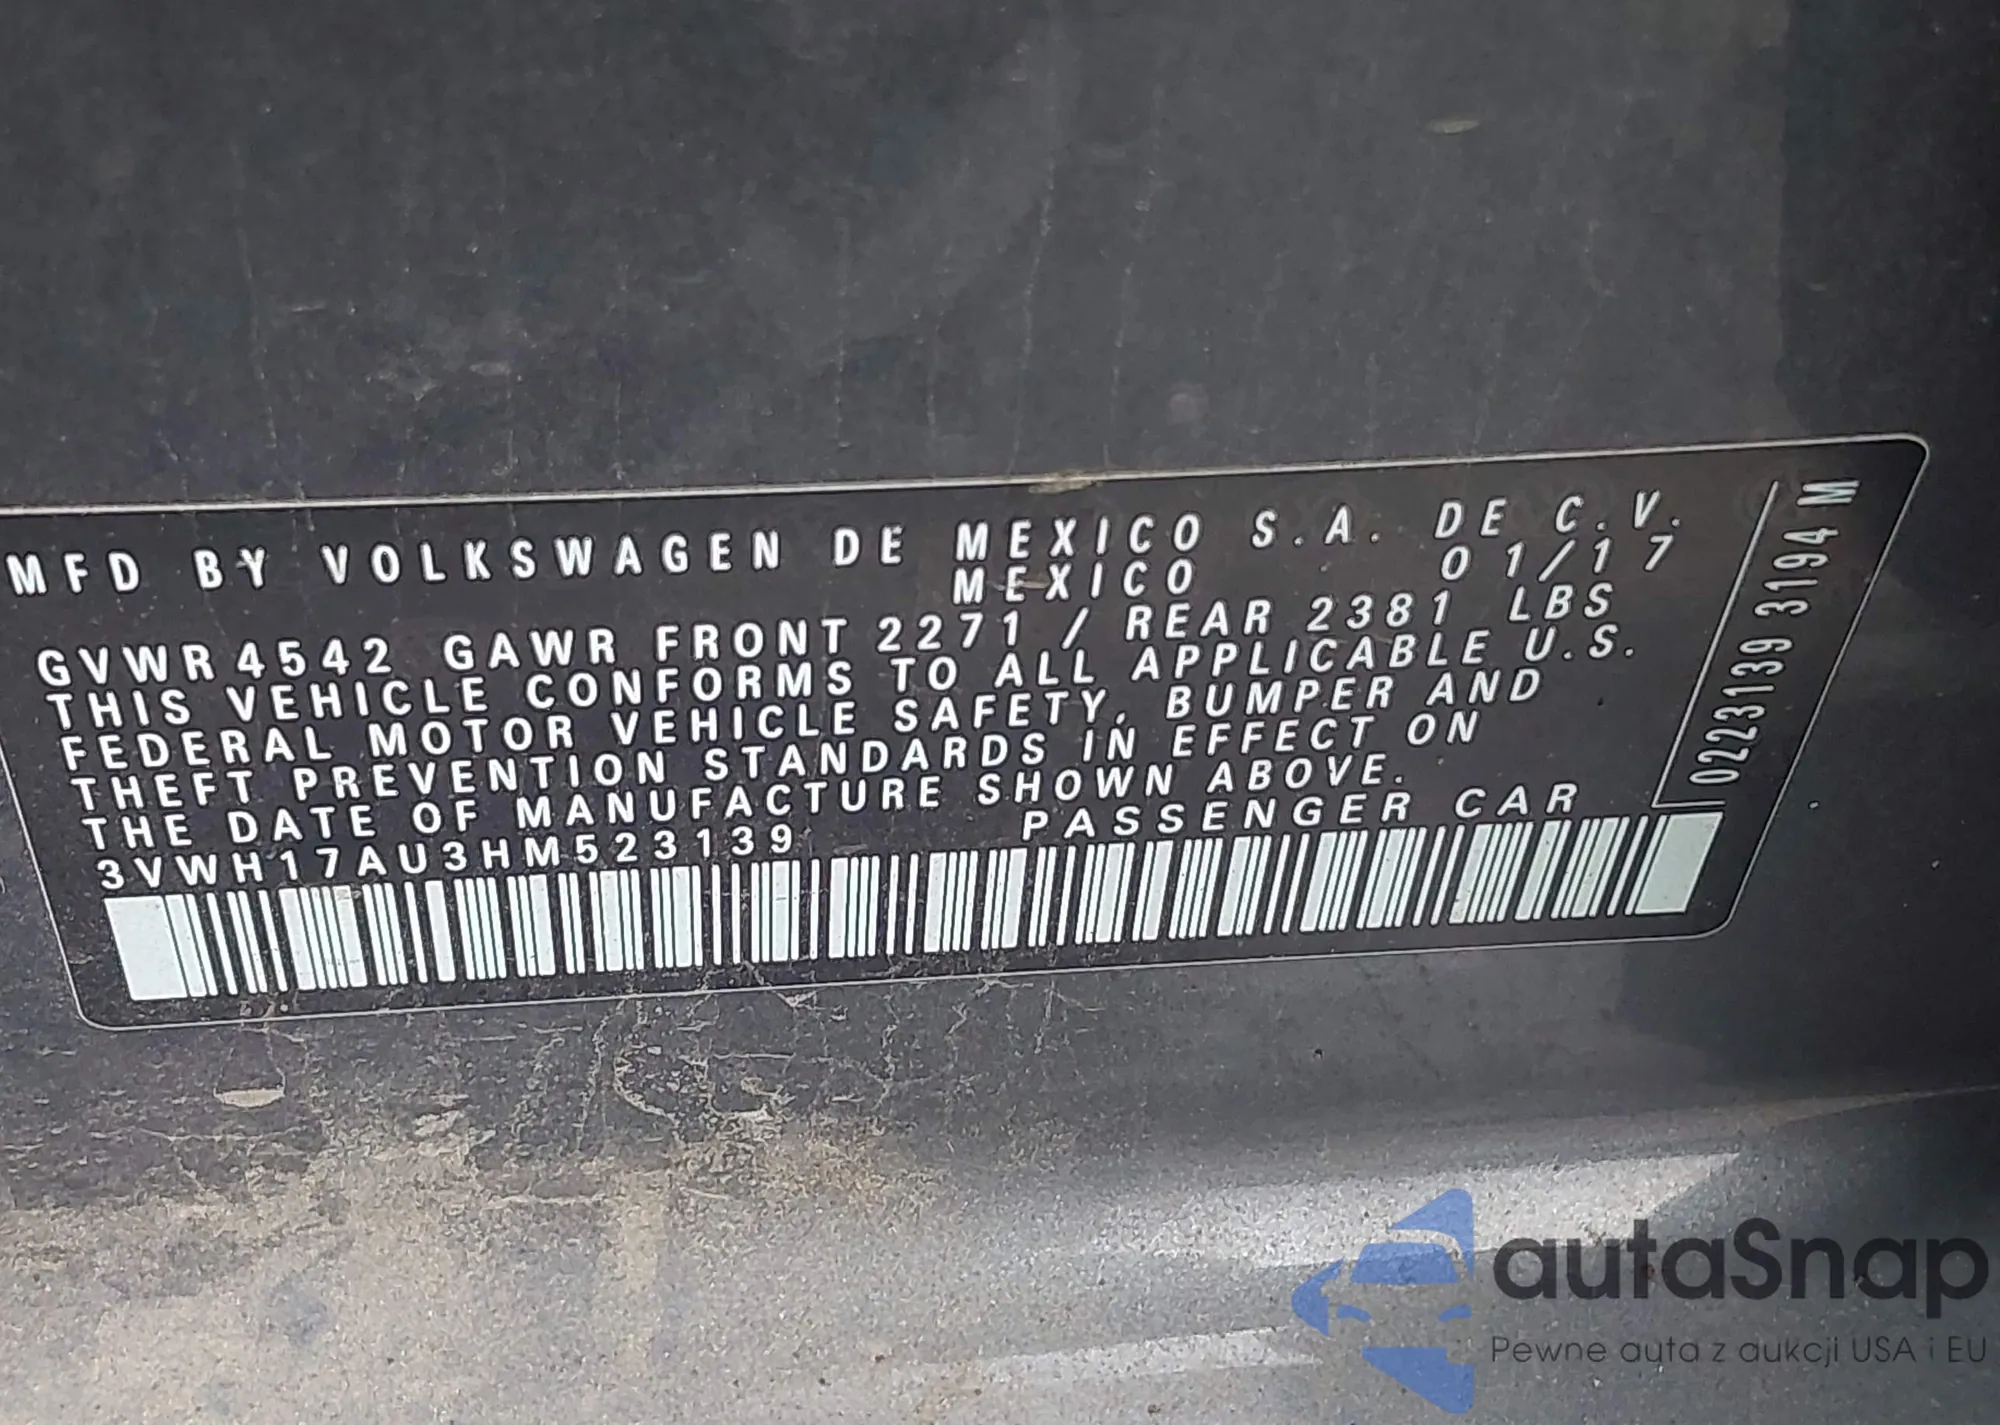 MFD BY VOLKSWAGEN DE MEXICO S.A. DE C.V.
MEXICO 01/17
GVWR 4542 GAWR FRONT 2271 / REAR 2381 LBS
THIS VEHICLE CONFORMS TO ALL APPLICABLE U.S.
FEDERAL MOTOR VEHICLE SAFETY, BUMPER AND
THEFT PREVENTION STANDARDS IN EFFECT ON
THE DATE OF MANUFACTURE SHOWN ABOVE.
3VWH17AU3HM523139 PASSENGER CAR
0223139 3194 M
autaSnap
Pewne auta z aukcji USA i EU